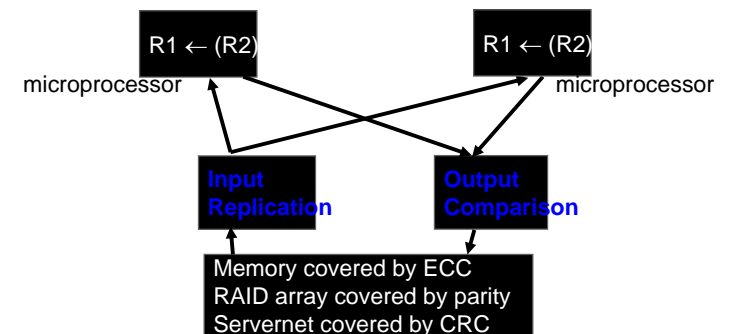 R1 ← (R2)
R1 ← (R2)
microprocessor
microprocessor
Input
Replication
Output
Comparison
Memory covered by ECC
RAID array covered by parity
Servernet covered by CRC